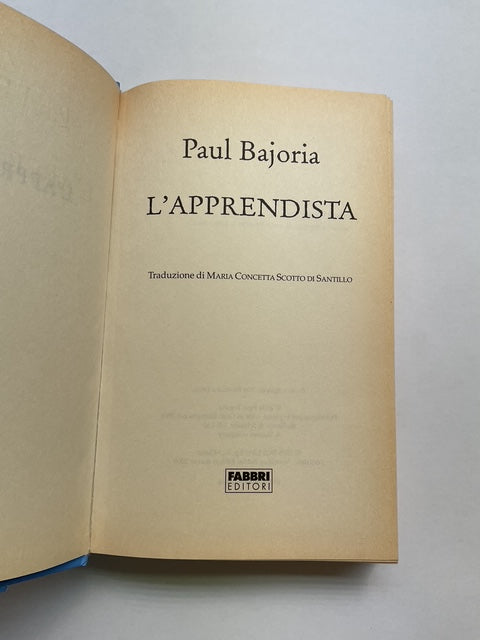 Paul Bajoria
L'APPRENDISTA
Traduzione di MARIA CONCETTA SCOTTO DI SANTILLO
FABBRI
EDITORI